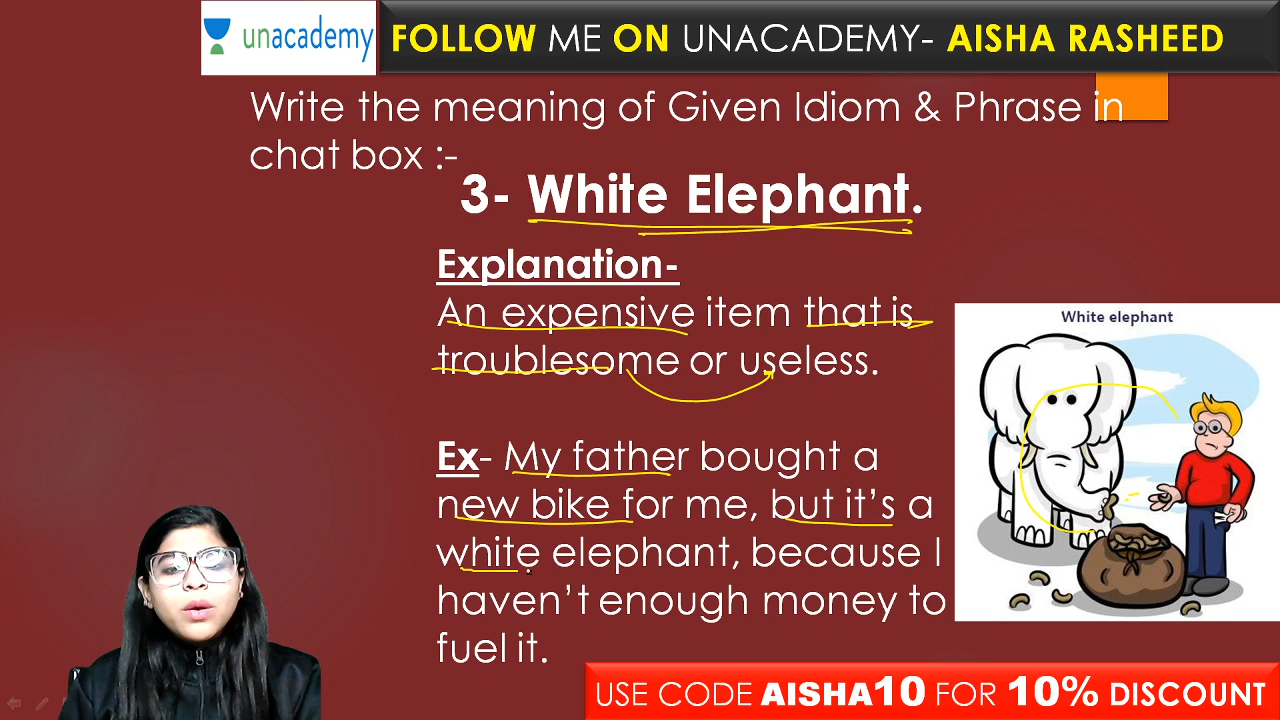 unacademy
FOLLOW ME ON UNACADEMY- AISHA RASHEED
Write the meaning of Given Idiom & Phrase in
chat box :-
3- White Elephant.
Explanation-
An expensive item that is
troublesome or useless.
White elephant
Ex- My father bought a
new bike for me, but it's a
white elephant, because I
haven't enough money to
fuel it.
USE CODE AISHA10 FOR 10% DISCOUNT